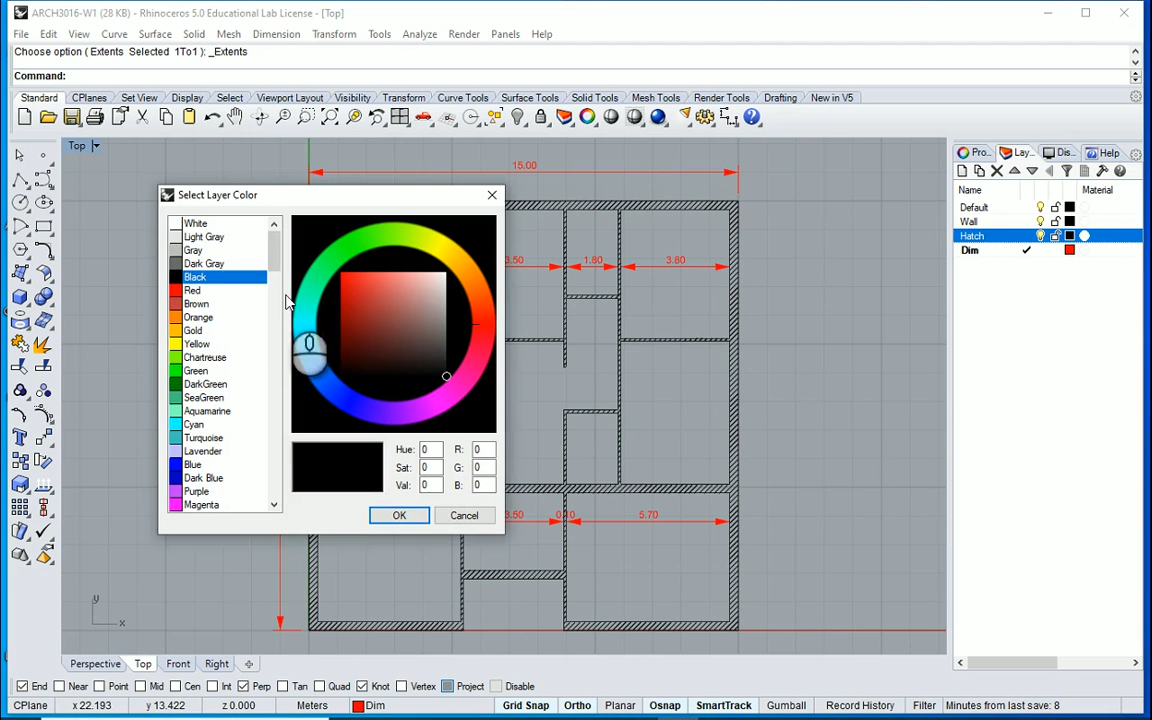 ARCH3016-W1 (28 KB) - Rhinoceros 5.0 Educational Lab License - [Top]
File Edit View Curve Surface Solid Mesh Dimension Transform Tools Analyze Render Panels Help
Choose option ( Extents Selected 1To1 ): _Extents
Command:
Standard CPlanes Set View Display Select Viewport Layout Visibility Transform Curve Tools Surface Tools Solid Tools Mesh Tools Render Tools Drafting New in V5
Top
Pro... Lay... Dis... Help
Name Material
Default
Wall
Hatch
Dim
15.00
3.50 1.80 3.80
3.50 5.70
Select Layer Color
White
Light Gray
Gray
Dark Gray
Black
Red
Brown
Orange
Gold
Yellow
Chartreuse
Green
DarkGreen
SeaGreen
Aquamarine
Cyan
Turquoise
Lavender
Blue
Dark Blue
Purple
Magenta
Hue: 0 R: 0
Sat: 0 G: 0
Val: 0 B: 0
OK Cancel
y
x
Perspective Top Front Right
End Near Point Mid Cen Int Perp Tan Quad Knot Vertex Project Disable
CPlane x 22.193 y 13.422 z 0.000 Meters Dim Grid Snap Ortho Planar Osnap SmartTrack Gumball Record History Filter Minutes from last save: 8